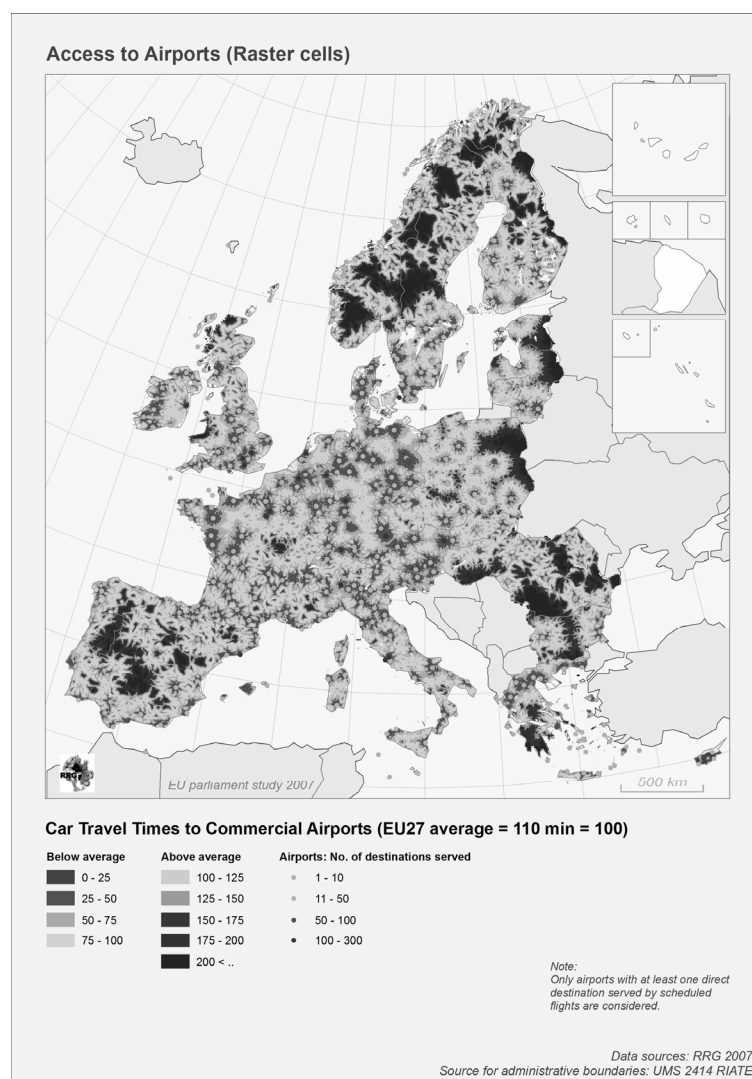 Access to Airports (Raster cells)
RRG
EU parliament study 2007
500 km
Car Travel Times to Commercial Airports (EU27 average = 110 min = 100)
Below average
0 - 25
25 - 50
50 - 75
75 - 100
Above average
100 - 125
125 - 150
150 - 175
175 - 200
200 < ..
Airports: No. of destinations served
1 - 10
11 - 50
50 - 100
100 - 300
Note:
Only airports with at least one direct
destination served by scheduled
flights are considered.
Data sources: RRG 2007
Source for administrative boundaries: UMS 2414 RIATE